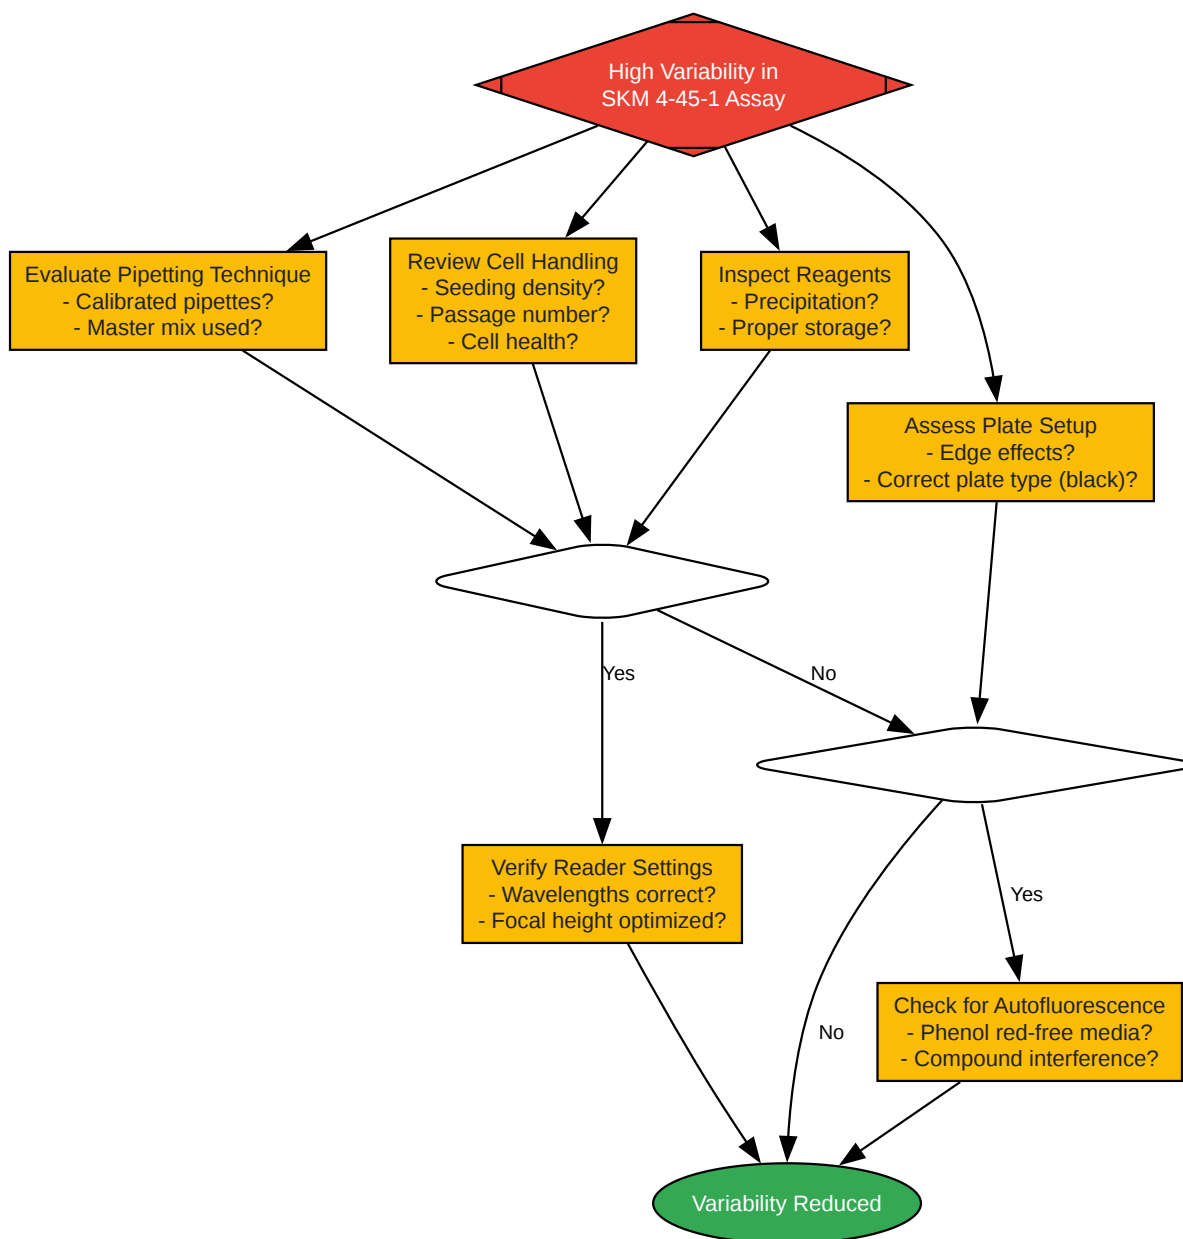 High Variability in
SKM 4-45-1 Assay
Evaluate Pipetting Technique
- Calibrated pipettes?
- Master mix used?
Review Cell Handling
- Seeding density?
- Passage number?
- Cell health?
Inspect Reagents
- Precipitation?
- Proper storage?
Assess Plate Setup
- Edge effects?
- Correct plate type (black)?
Yes
No
Verify Reader Settings
- Wavelengths correct?
- Focal height optimized?
Yes
No
Check for Autofluorescence
- Phenol red-free media?
- Compound interference?
Variability Reduced